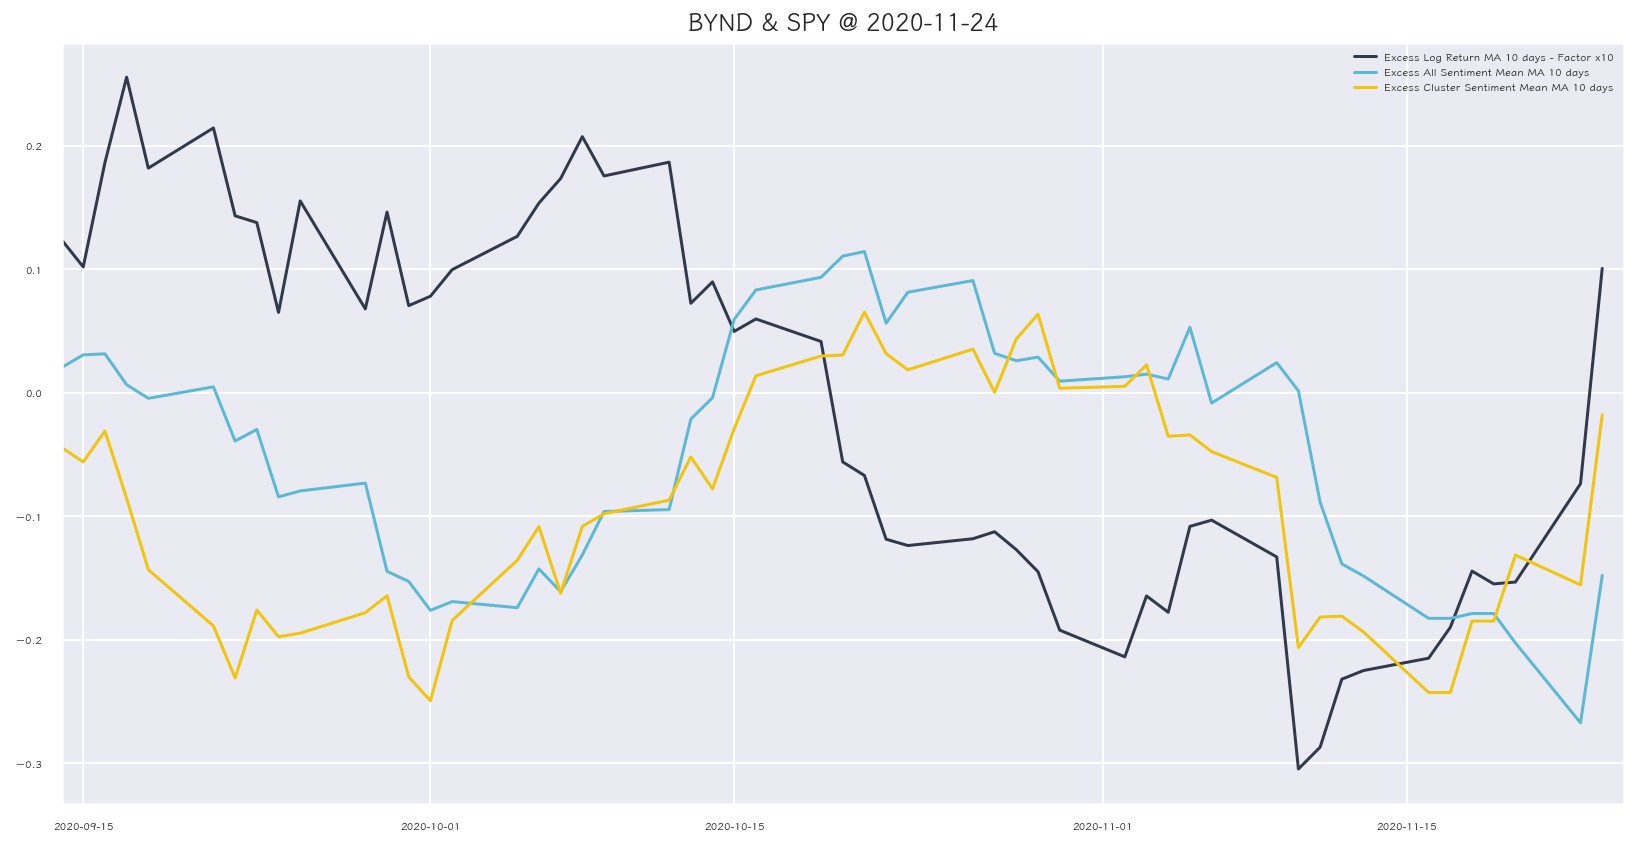 BYND & SPY @ 2020-11-24
Excess Log Return MA 10 days - Factor x10
Excess All Sentiment Mean MA 10 days
Excess Cluster Sentiment Mean MA 10 days
0.2
0.1
0.0
−0.1
−0.2
−0.3
2020-09-15 2020-10-01 2020-10-15 2020-11-01 2020-11-15